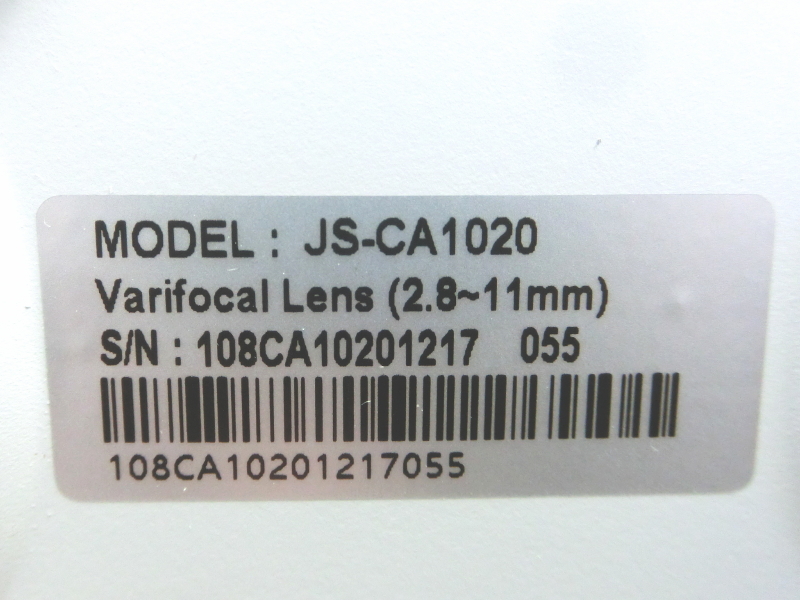 MODEL : JS-CA1020
Varifocal Lens (2.8~11mm)
S/N : 108CA10201217 055
108CA10201217055